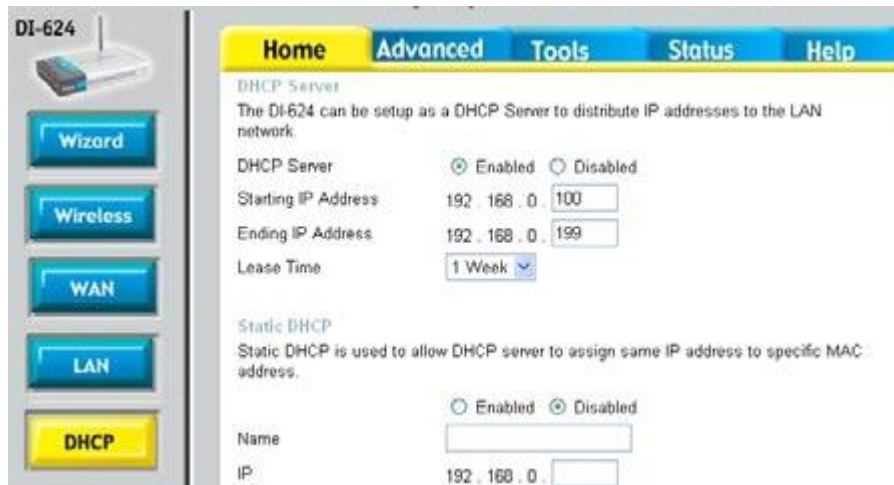 DI-624
Home Advanced Tools Status Help
Wizard
Wireless
WAN
LAN
DHCP
DHCP Server
The DI-624 can be setup as a DHCP Server to distribute IP addresses to the LAN
network.
DHCP Server Enabled Disabled
Starting IP Address 192 . 168 . 0 . 100
Ending IP Address 192 . 168 . 0 . 199
Lease Time 1 Week
Static DHCP
Static DHCP is used to allow DHCP server to assign same IP address to specific MAC
address.
Enabled Disabled
Name
IP 192 . 168 . 0 .